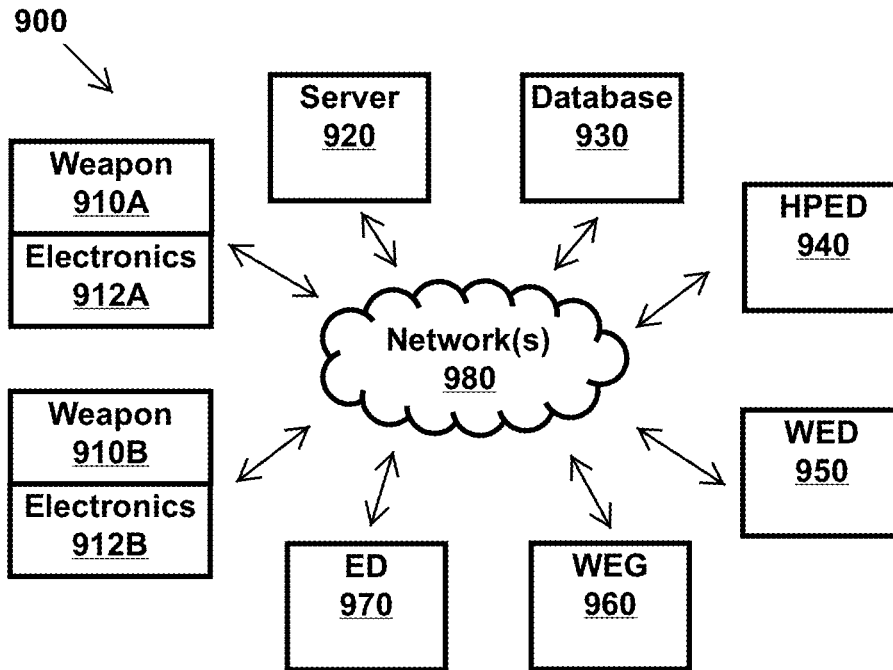 900
Server
920
Database
930
Weapon
910A
Electronics
912A
HPED
940
Network(s)
980
Weapon
910B
Electronics
912B
WED
950
ED
970
WEG
960